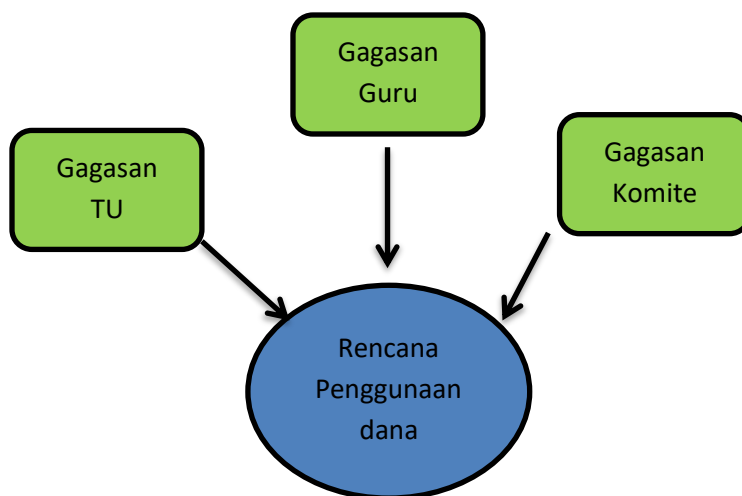 Gagasan
Guru
Gagasan
TU
Gagasan
Komite
Rencana
Penggunaan
dana